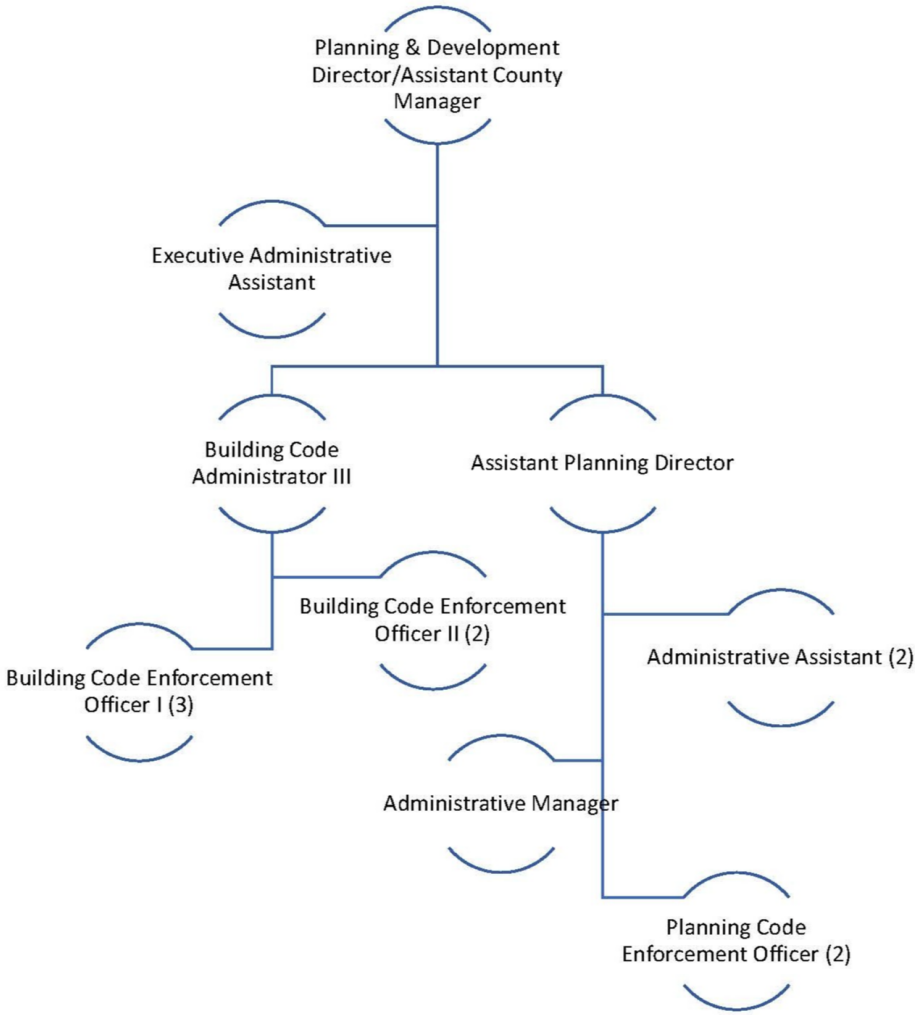 Planning & Development
Director/Assistant County
Manager
Executive Administrative
Assistant
Building Code
Administrator III
Assistant Planning Director
Building Code Enforcement
Officer II (2)
Building Code Enforcement
Officer I (3)
Administrative Assistant (2)
Administrative Manager
Planning Code
Enforcement Officer (2)